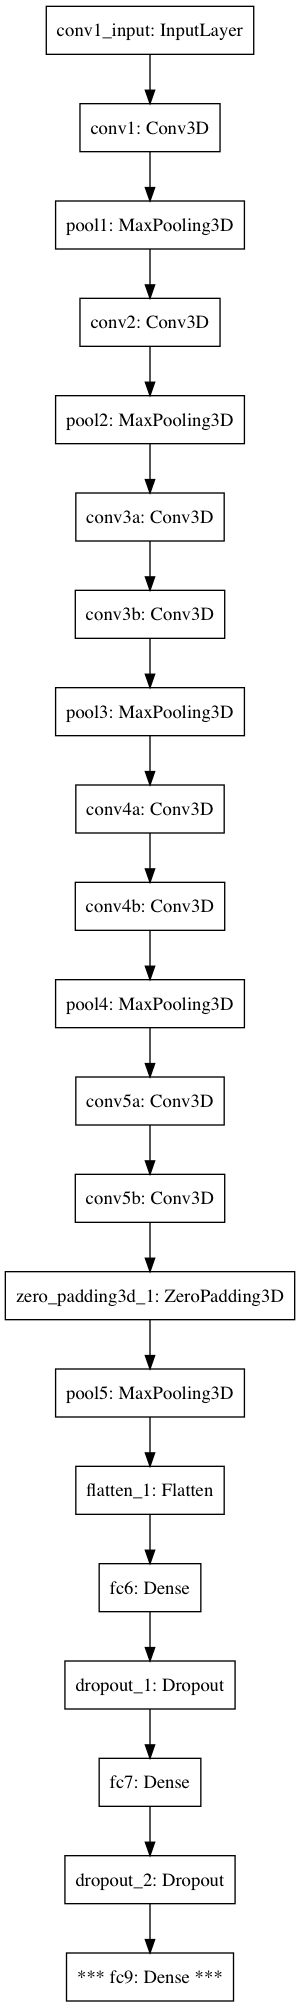 conv1_input: InputLayer
conv1: Conv3D
pool1: MaxPooling3D
conv2: Conv3D
pool2: MaxPooling3D
conv3a: Conv3D
conv3b: Conv3D
pool3: MaxPooling3D
conv4a: Conv3D
conv4b: Conv3D
pool4: MaxPooling3D
conv5a: Conv3D
conv5b: Conv3D
zero_padding3d_1: ZeroPadding3D
pool5: MaxPooling3D
flatten_1: Flatten
fc6: Dense
dropout_1: Dropout
fc7: Dense
dropout_2: Dropout
*** fc9: Dense ***